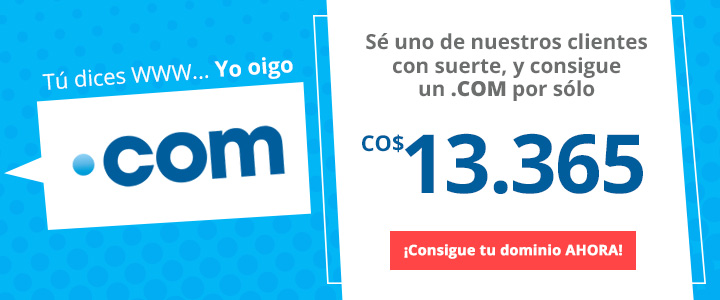 Tú dices WWW... Yo oigo
.com
Sé uno de nuestros clientes
con suerte, y consigue
un .COM por sólo
CO$13.365
¡Consigue tu dominio AHORA!